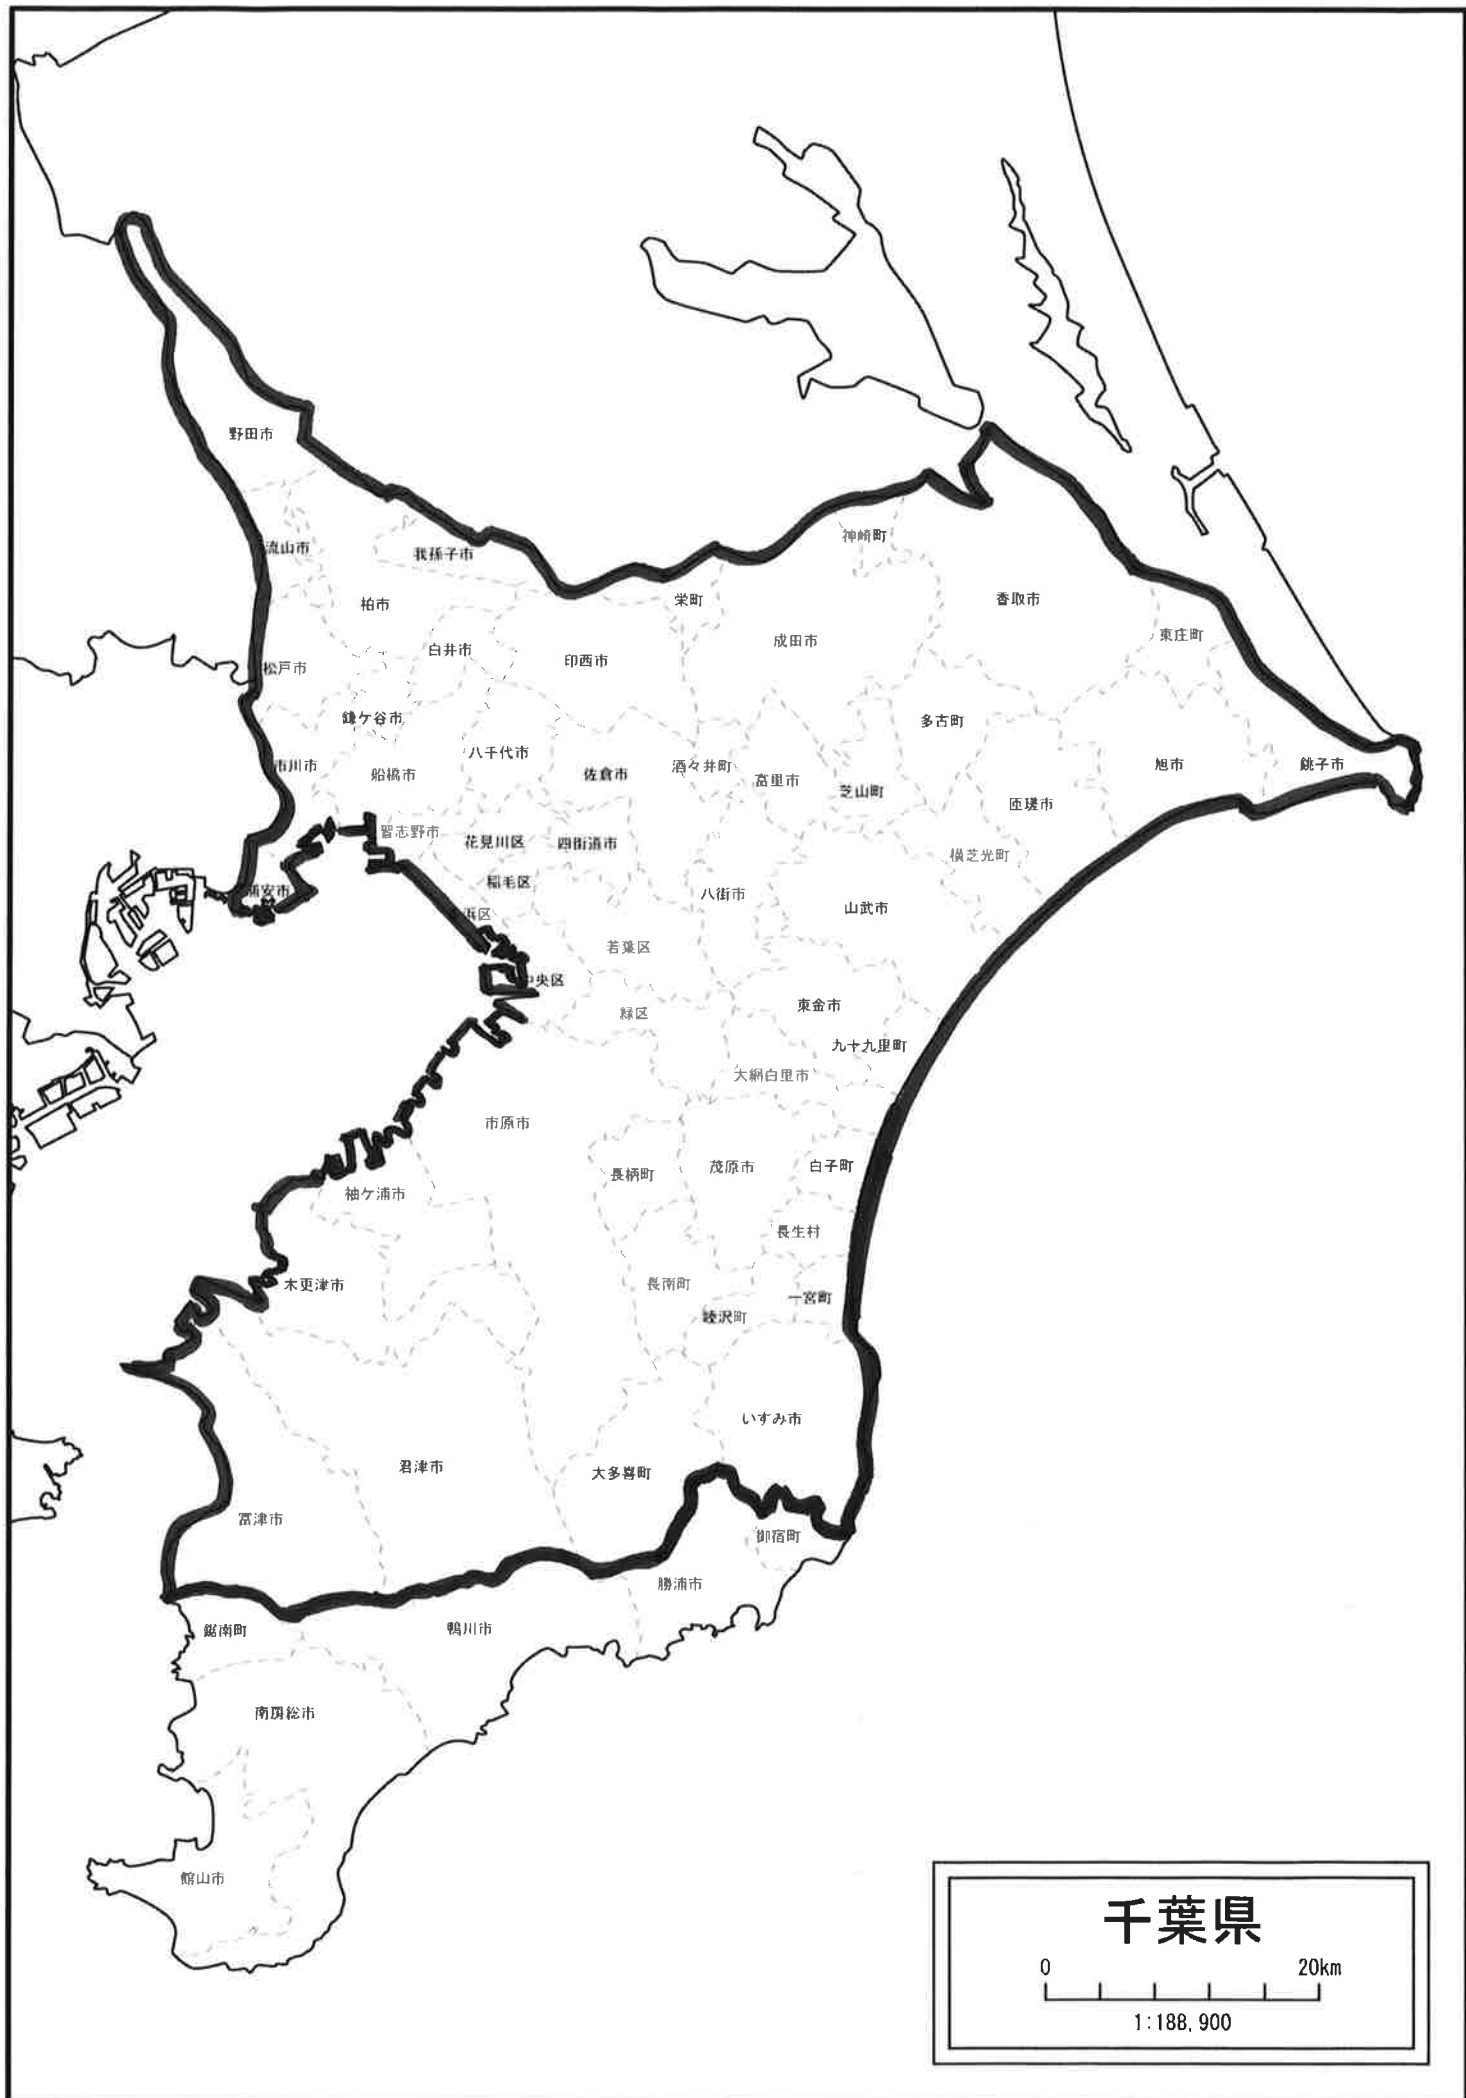 野田市
流山市
我孫子市
神崎町
柏市
栄町
香取市
東庄町
成田市
白井市
印西市
松戸市
鎌ケ谷市
多古町
八千代市
市川市
船橋市
佐倉市
酒々井町
富里市
芝山町
旭市
銚子市
匝瑳市
習志野市
花見川区
四街道市
横芝光町
稲毛区
浦安市
八街市
山武市
浜区
若葉区
中央区
緑区
東金市
九十九里町
大網白里市
市原市
長柄町
茂原市
白子町
袖ケ浦市
長生村
木更津市
長南町
一宮町
睦沢町
いすみ市
君津市
大多喜町
富津市
御宿町
勝浦市
鋸南町
鴨川市
南房総市
館山市
千葉県
0 20km
1:188,900